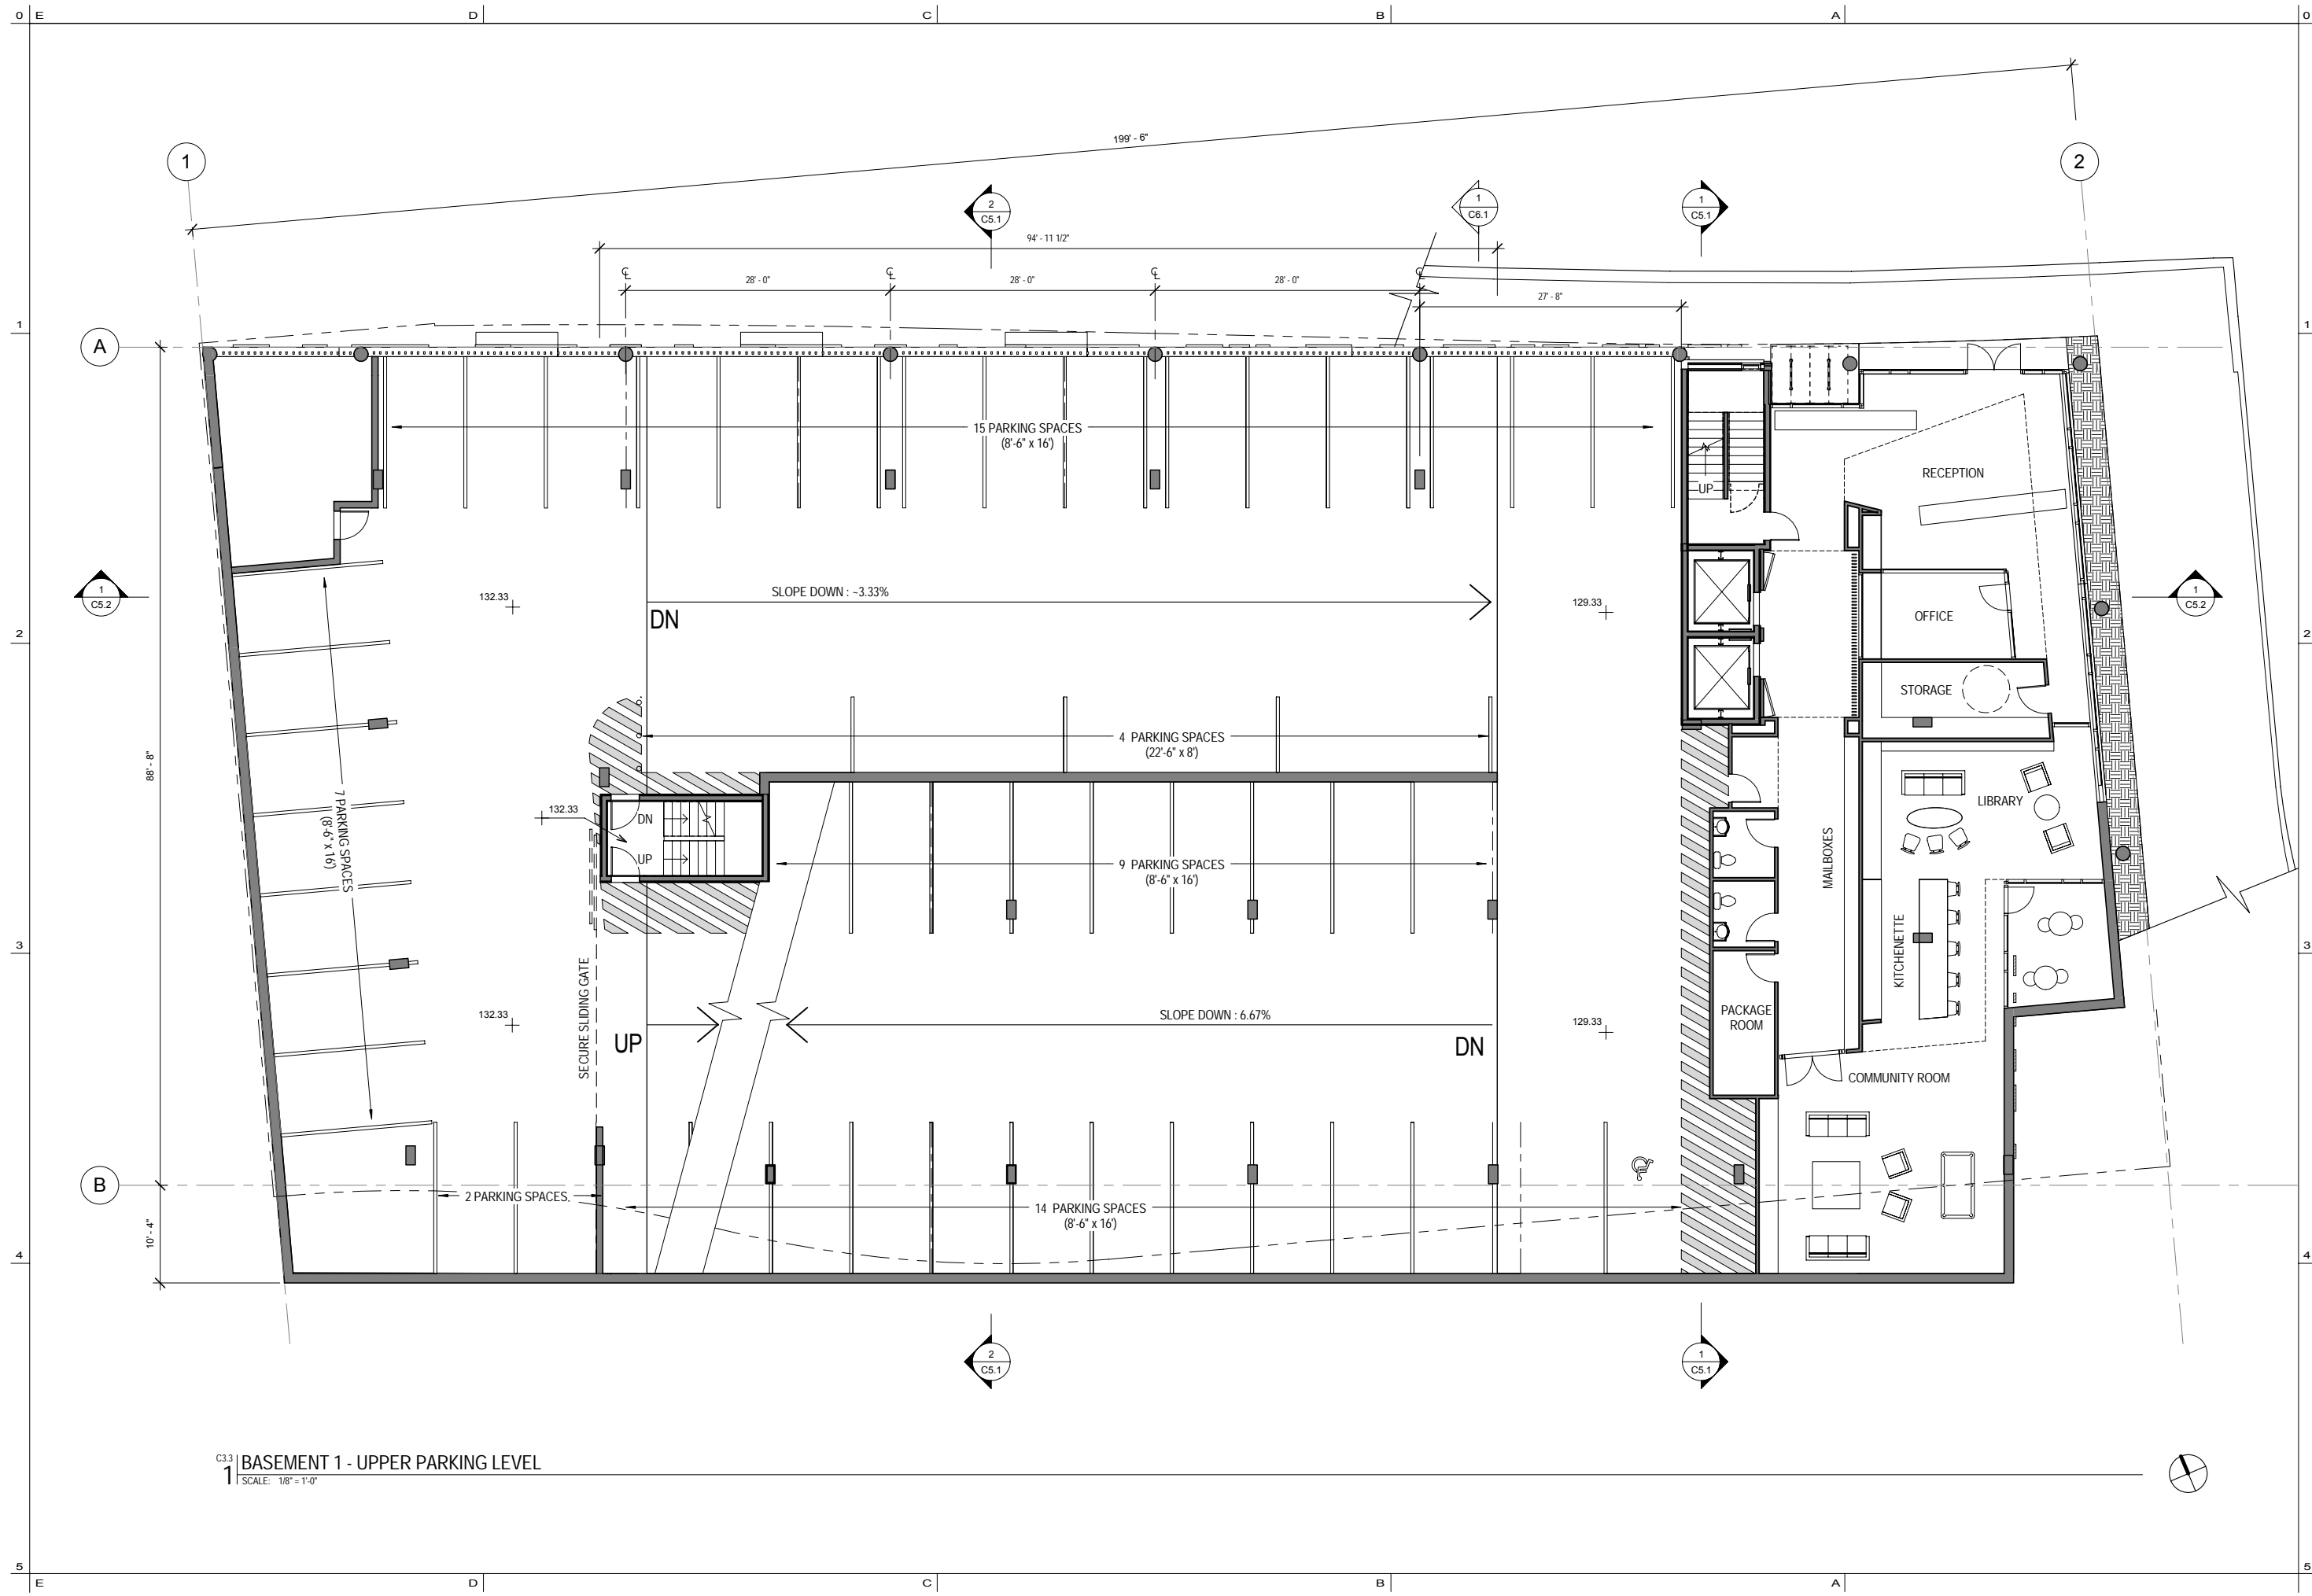 0 E D C B A 0
199' - 6"
1 2
2
C5.1
1
C6.1
1
C5.1
94' - 11 1/2"
28' - 0" 28' - 0" 28' - 0"
27' - 8"
1 1
A
15 PARKING SPACES
(8'-6" x 16')
RECEPTION
UP
SLOPE DOWN : ~3.33%
132.33
129.33
DN
1
C5.2
1
C5.2
OFFICE
2 2
STORAGE
4 PARKING SPACES
(22'-6" x 8')
88' - 8"
7 PARKING SPACES
(8'-6" x 16')
132.33
DN
UP
LIBRARY
9 PARKING SPACES
(8'-6" x 16')
MAILBOXES
KITCHENETTE
3 3
SECURE SLIDING GATE
132.33
SLOPE DOWN : 6.67%
129.33
UP
DN
PACKAGE
ROOM
COMMUNITY ROOM
B
2 PARKING SPACES
14 PARKING SPACES
(8'-6" x 16')
10' - 4"
4 4
2
C5.1
1
C5.1
C3.3
1
BASEMENT 1 - UPPER PARKING LEVEL
SCALE: 1/8" = 1'-0"
5 5
E D C B A